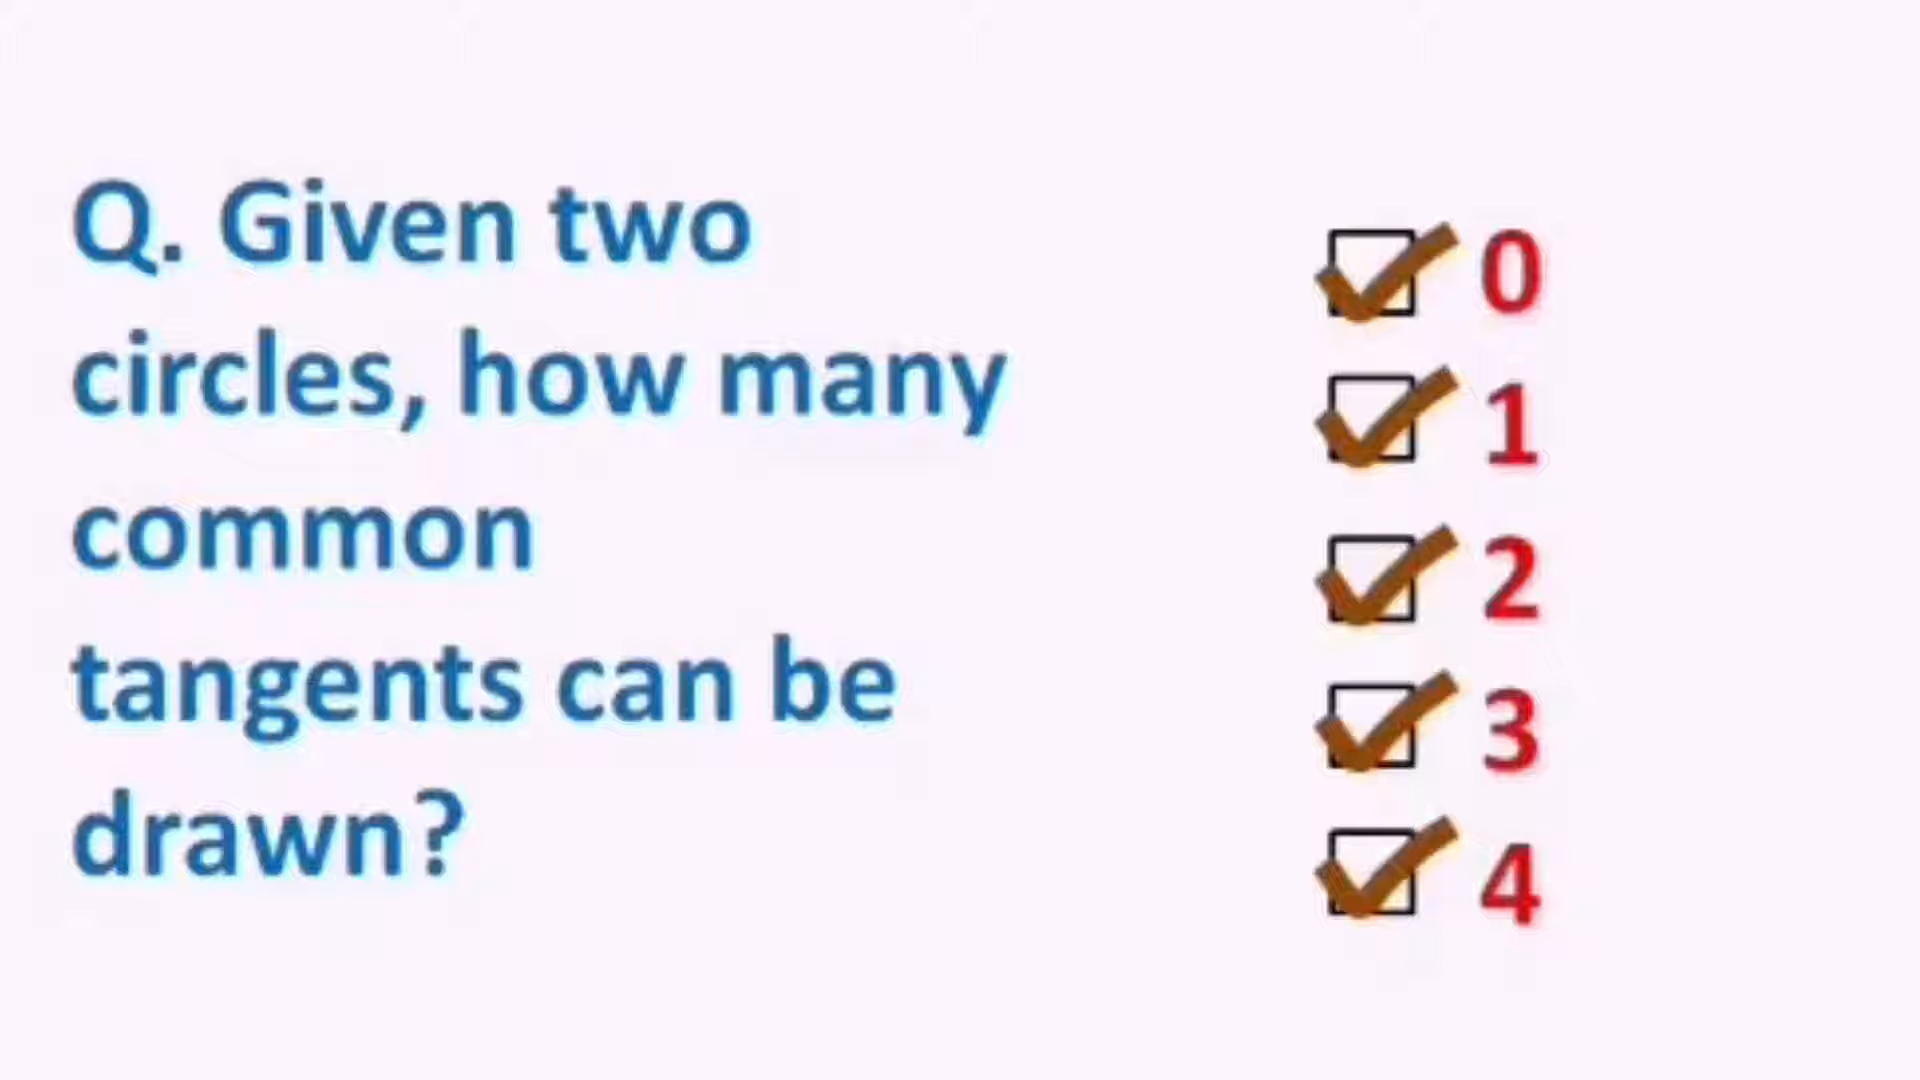 Q. Given two
circles, how many
common
tangents can be
drawn?
0
1
2
3
4